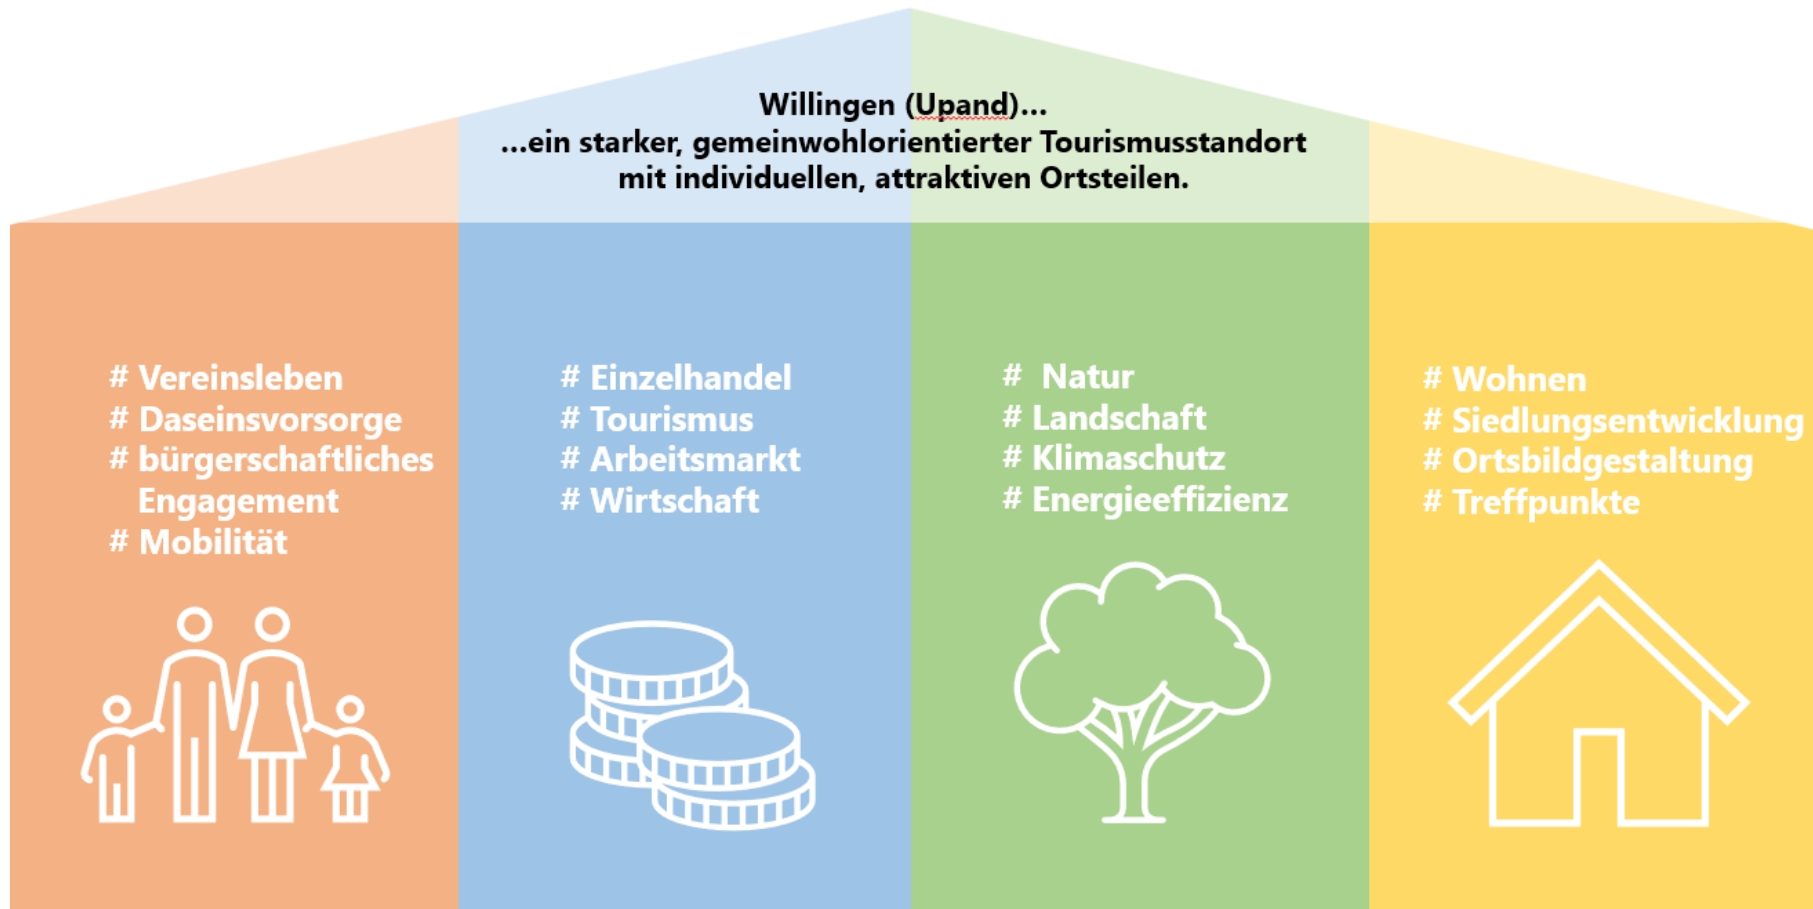 Willingen (Upand)...
...ein starker, gemeinwohlorientierter Tourismusstandort
mit individuellen, attraktiven Ortsteilen.
# Vereinsleben
# Daseinsvorsorge
# bürgerschaftliches
Engagement
# Mobilität
# Einzelhandel
# Tourismus
# Arbeitsmarkt
# Wirtschaft
# Natur
# Landschaft
# Klimaschutz
# Energieeffizienz
# Wohnen
# Siedlungsentwicklung
# Ortsbildgestaltung
# Treffpunkte